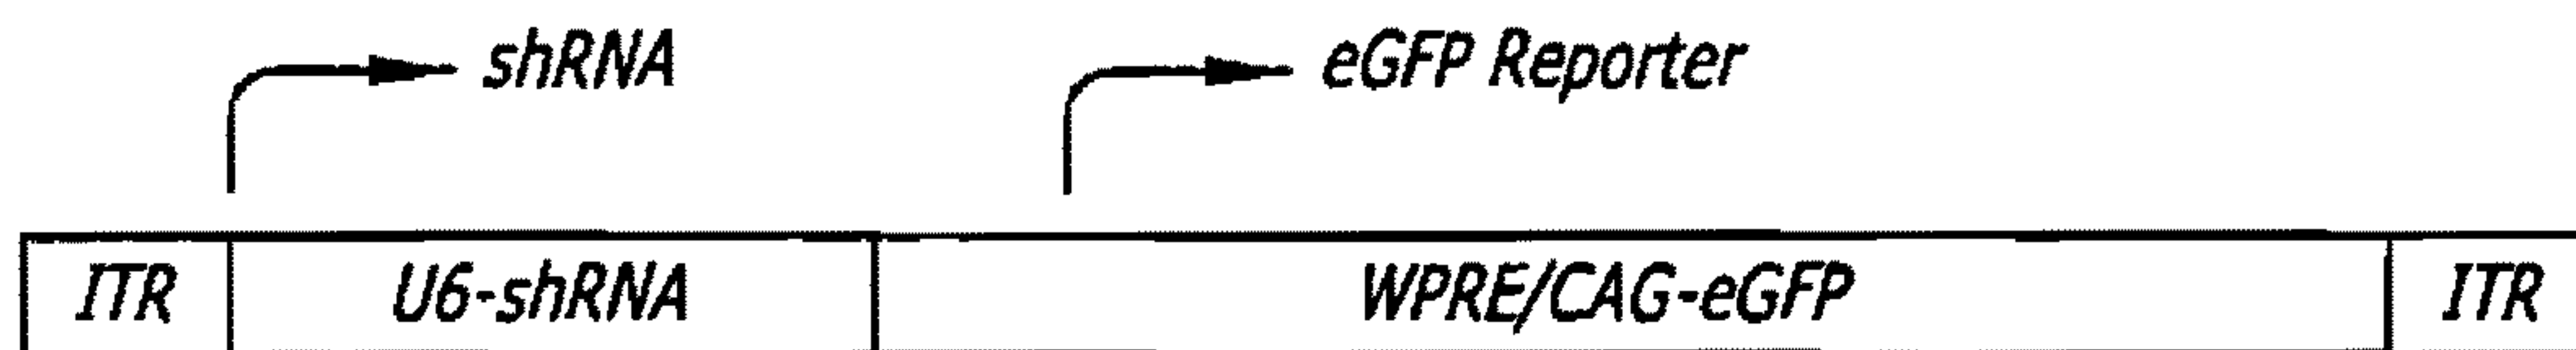 shRNA eGFP Reporter
ITR U6-shRNA WPRE/CAG-eGFP ITR